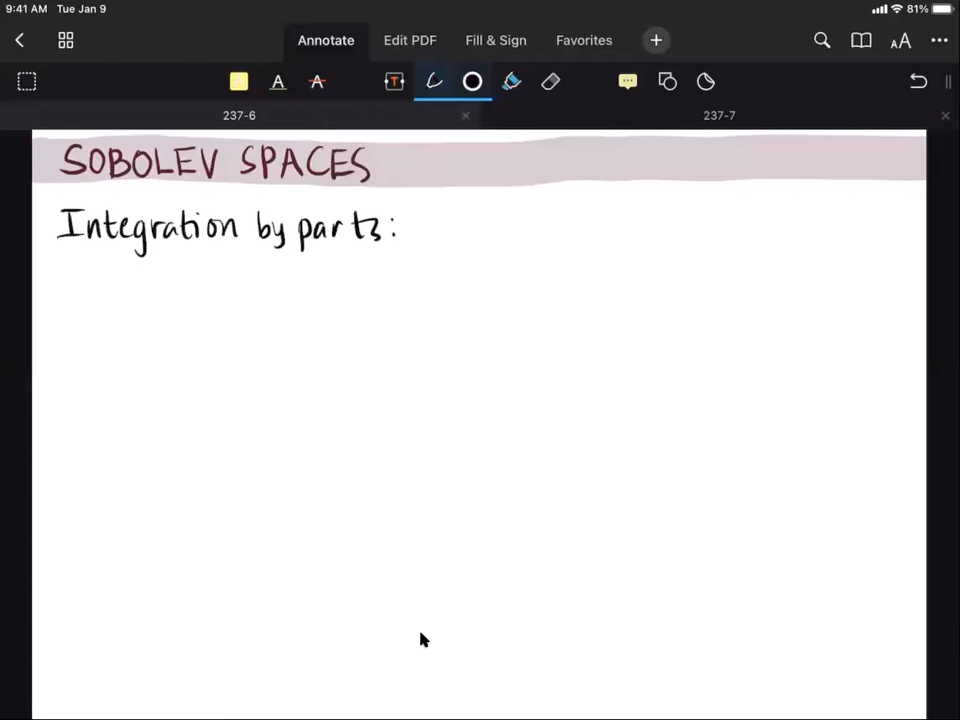 9:41 AM Tue Jan 9 81%
Annotate Edit PDF Fill & Sign Favorites
237-6 237-7
SOBOLEV SPACES
Integration by parts: